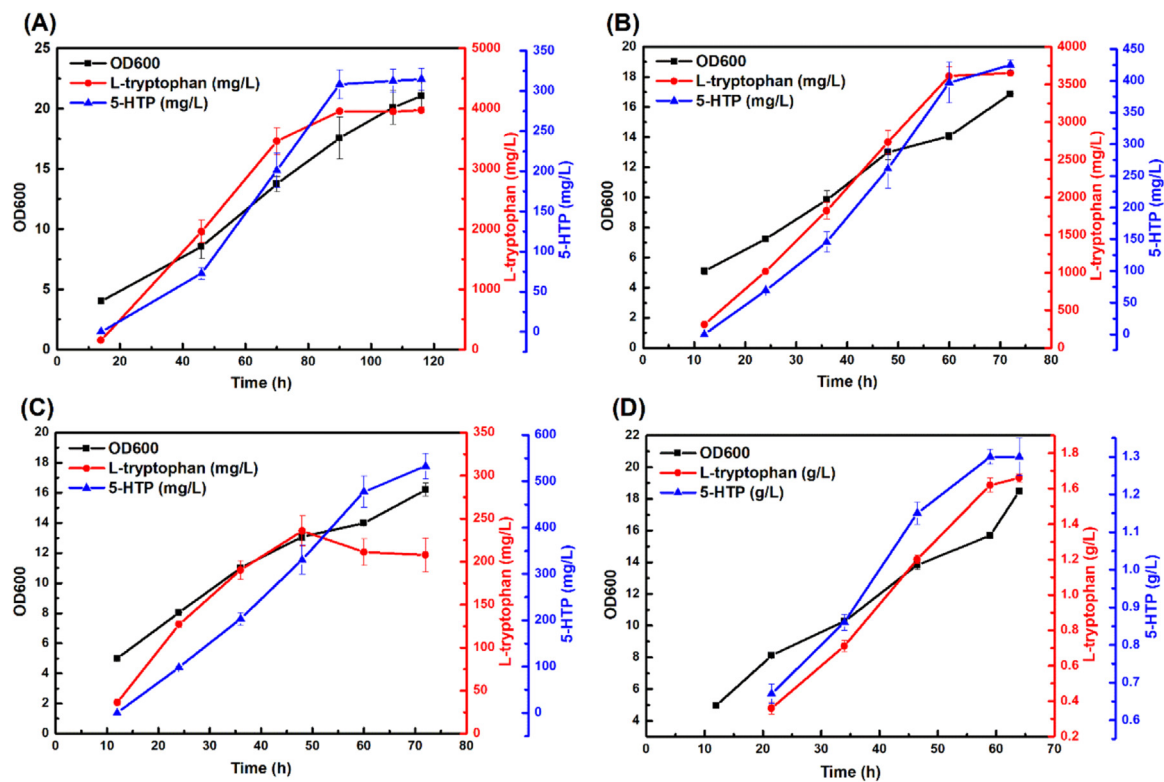 (A)
OD600
L-tryptophan (mg/L)
5-HTP (mg/L)
25
20
15
10
5
0
OD600
0 20 40 60 80 100 120 140
Time (h)
5000
4000
3000
2000
1000
0
L-tryptophan (mg/L)
350
300
250
200
150
100
50
0
5-HTP (mg/L)
(B)
OD600
L-tryptophan (mg/L)
5-HTP (mg/L)
20
18
16
14
12
10
8
6
4
2
0
OD600
0 10 20 30 40 50 60 70 80
Time (h)
4000
3500
3000
2500
2000
1500
1000
500
0
L-tryptophan (mg/L)
450
400
350
300
250
200
150
100
50
0
5-HTP (mg/L)
(C)
OD600
L-tryptophan (mg/L)
5-HTP (mg/L)
20
18
16
14
12
10
8
6
4
2
0
OD600
0 10 20 30 40 50 60 70 80
Time (h)
350
300
250
200
150
100
50
0
L-tryptophan (mg/L)
600
500
400
300
200
100
0
5-HTP (mg/L)
(D)
OD600
L-tryptophan (g/L)
5-HTP (g/L)
22
20
18
16
14
12
10
8
6
4
OD600
0 10 20 30 40 50 60 70
Time (h)
1.8
1.6
1.4
1.2
1.0
0.8
0.6
0.4
0.2
L-tryptophan (g/L)
1.3
1.2
1.1
1.0
0.9
0.8
0.7
0.6
5-HTP (g/L)